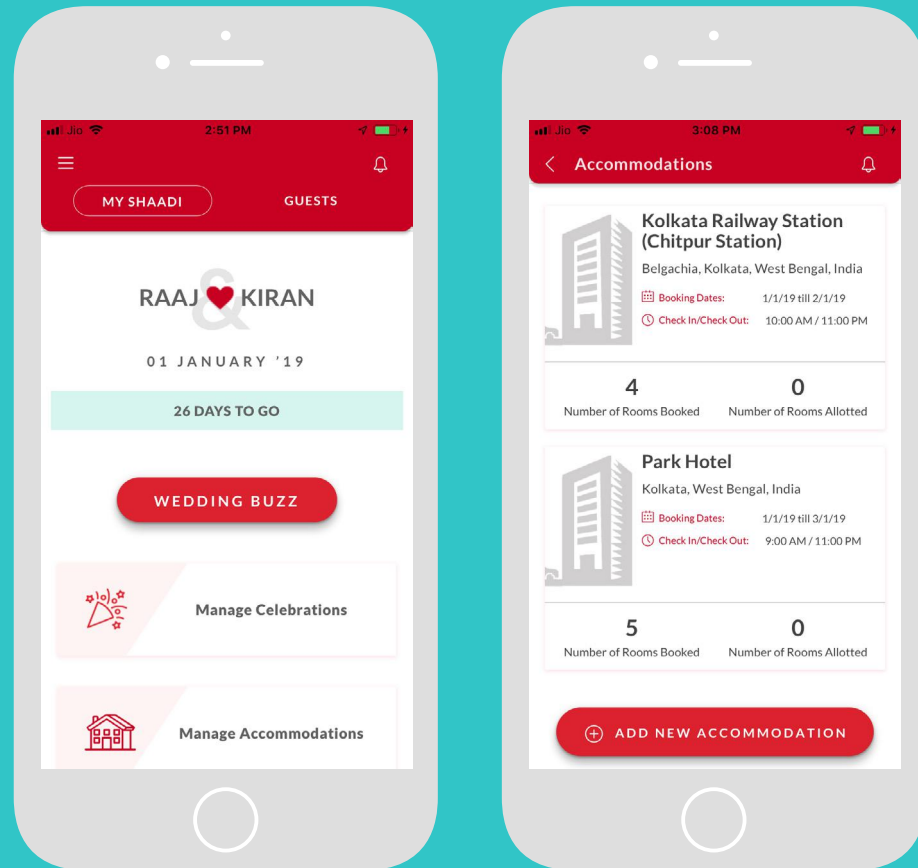 Jio 2:51 PM
MY SHAADI GUESTS
RAAJ & KIRAN
01 JANUARY '19
26 DAYS TO GO
WEDDING BUZZ
Manage Celebrations
Manage Accommodations
Jio 3:08 PM
Accommodations
Kolkata Railway Station
(Chitpur Station)
Belgachia, Kolkata, West Bengal, India
Booking Dates: 1/1/19 till 2/1/19
Check In/Check Out: 10:00 AM / 11:00 PM
4 0
Number of Rooms Booked Number of Rooms Allotted
Park Hotel
Kolkata, West Bengal, India
Booking Dates: 1/1/19 till 3/1/19
Check In/Check Out: 9:00 AM / 11:00 PM
5 0
Number of Rooms Booked Number of Rooms Allotted
ADD NEW ACCOMMODATION